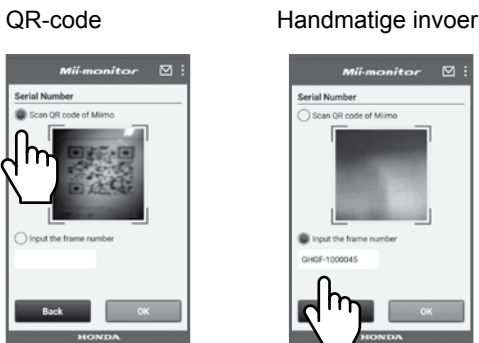 QR-code
Mii-monitor
Serial Number
Scan QR code of Miimo
Input the frame number
Back
OK
HONDA
Handmatige invoer
Mii-monitor
Serial Number
Scan QR code of Miimo
Input the frame number
GHGF-1000045
OK
HONDA